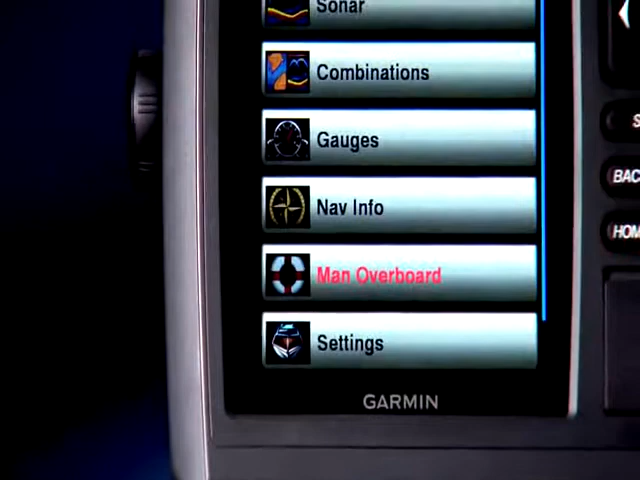 Sonar
Combinations
Gauges
Nav Info
Man Overboard
Settings
GARMIN